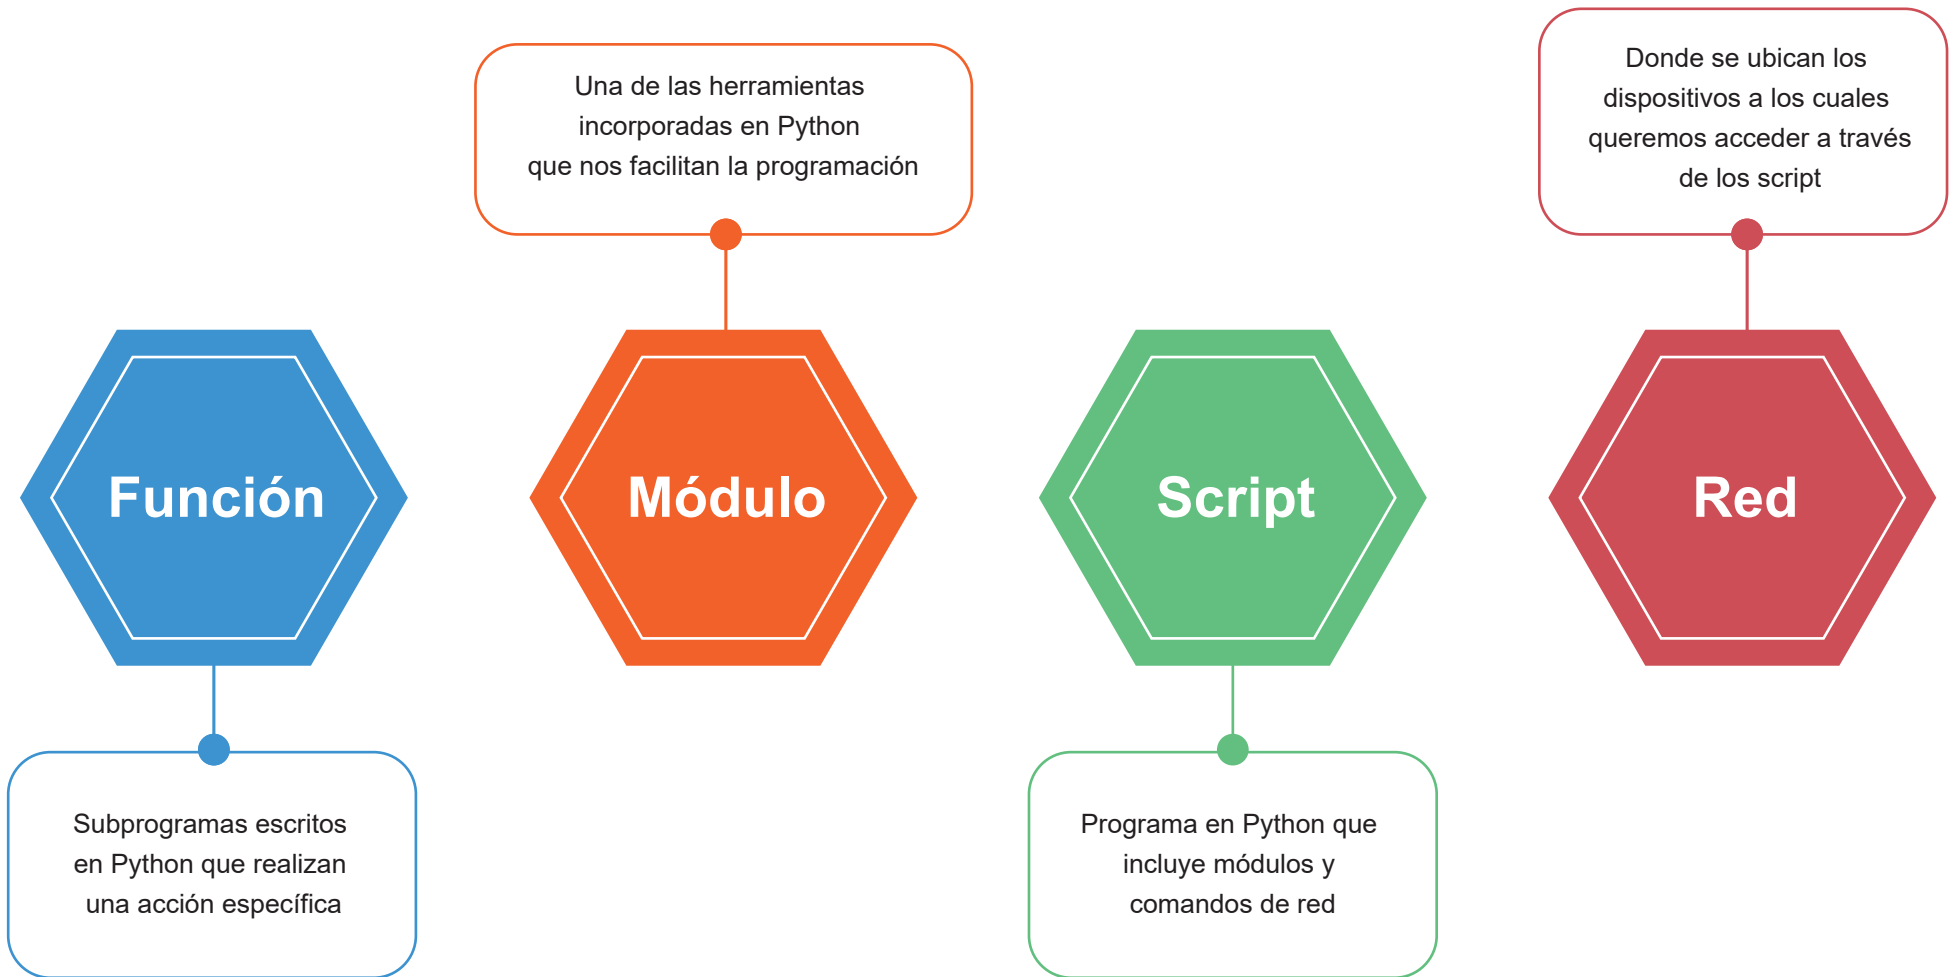 Función
Subprogramas escritos
en Python que realizan
una acción específica
Una de las herramientas
incorporadas en Python
que nos facilitan la programación
Módulo
Script
Programa en Python que
incluye módulos y
comandos de red
Donde se ubican los
dispositivos a los cuales
queremos acceder a través
de los script
Red